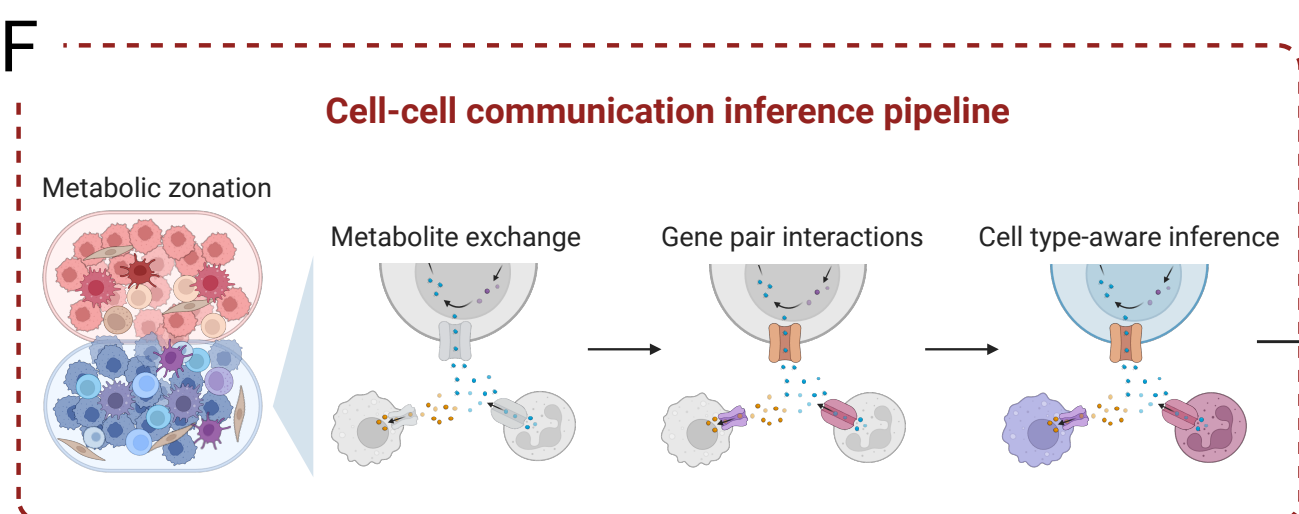 F
Cell-cell communication inference pipeline
Metabolic zonation
Metabolite exchange
Gene pair interactions
Cell type-aware inference